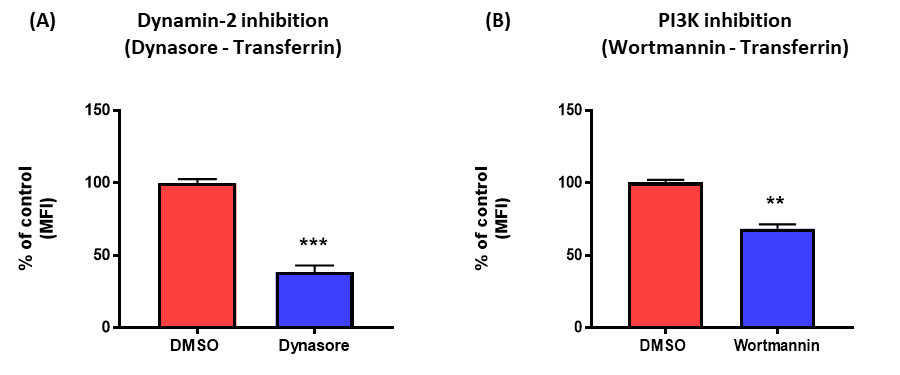 (A)
Dynamin-2 inhibition
(Dynasore - Transferrin)
% of control
(MFI)
150
100
50
0
***
DMSO
Dynasore
(B)
PI3K inhibition
(Wortmannin - Transferrin)
% of control
(MFI)
150
100
50
0
**
DMSO
Wortmannin